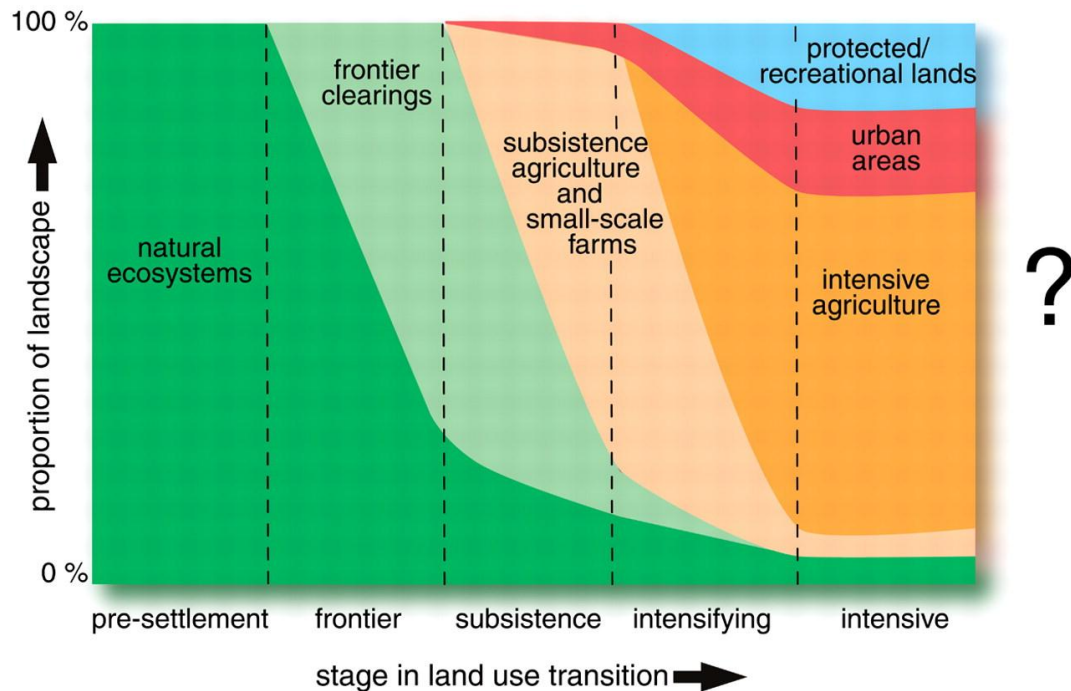 100 %
proportion of landscape
0 %
natural
ecosystems
frontier
clearings
subsistence
agriculture
and
small-scale
farms
protected/
recreational lands
urban
areas
intensive
agriculture
?
pre-settlement
frontier
subsistence
intensifying
intensive
stage in land use transition